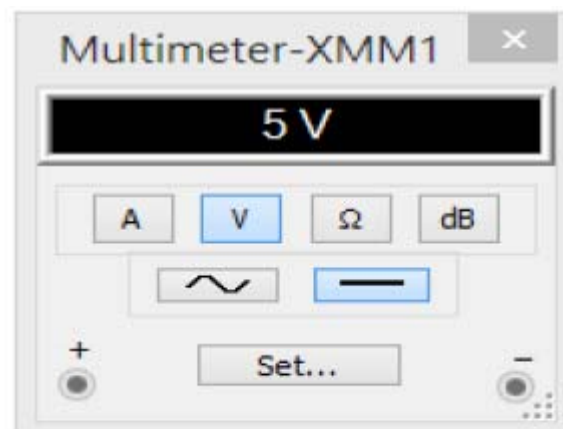 Multimeter-XMM1 ×
5 V
A V Ω dB
+ Set... −